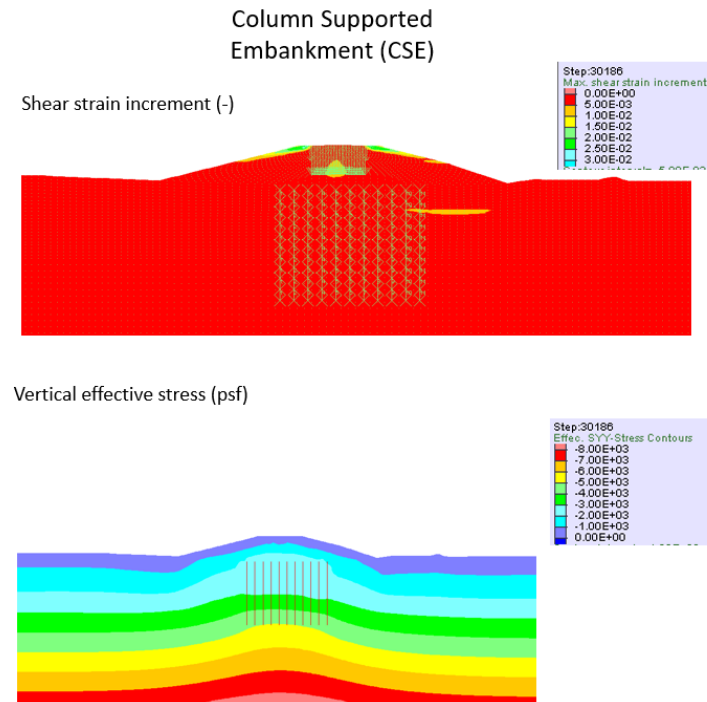 Column Supported
Embankment (CSE)
Shear strain increment (-)
Step:30186
Max. shear strain increment
0.00E+00
5.00E-03
1.00E-02
1.50E-02
2.00E-02
2.50E-02
3.00E-02
Vertical effective stress (psf)
Step:30186
Effec. SYY-Stress Contours
-8.00E+03
-7.00E+03
-6.00E+03
-5.00E+03
-4.00E+03
-3.00E+03
-2.00E+03
-1.00E+03
0.00E+00